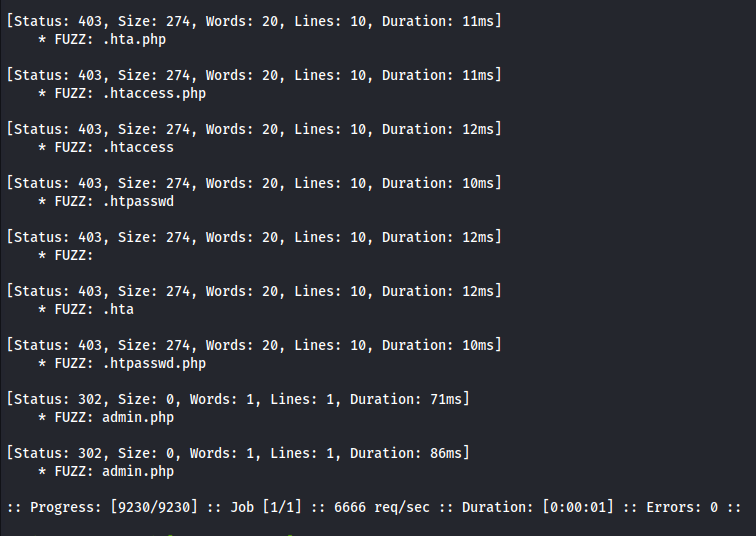 [Status: 403, Size: 274, Words: 20, Lines: 10, Duration: 11ms]
* FUZZ: .hta.php
[Status: 403, Size: 274, Words: 20, Lines: 10, Duration: 11ms]
* FUZZ: .htaccess.php
[Status: 403, Size: 274, Words: 20, Lines: 10, Duration: 12ms]
* FUZZ: .htaccess
[Status: 403, Size: 274, Words: 20, Lines: 10, Duration: 10ms]
* FUZZ: .htpasswd
[Status: 403, Size: 274, Words: 20, Lines: 10, Duration: 12ms]
* FUZZ:
[Status: 403, Size: 274, Words: 20, Lines: 10, Duration: 12ms]
* FUZZ: .hta
[Status: 403, Size: 274, Words: 20, Lines: 10, Duration: 10ms]
* FUZZ: .htpasswd.php
[Status: 302, Size: 0, Words: 1, Lines: 1, Duration: 71ms]
* FUZZ: admin.php
[Status: 302, Size: 0, Words: 1, Lines: 1, Duration: 86ms]
* FUZZ: admin.php
:: Progress: [9230/9230] :: Job [1/1] :: 6666 req/sec :: Duration: [0:00:01] :: Errors: 0 ::